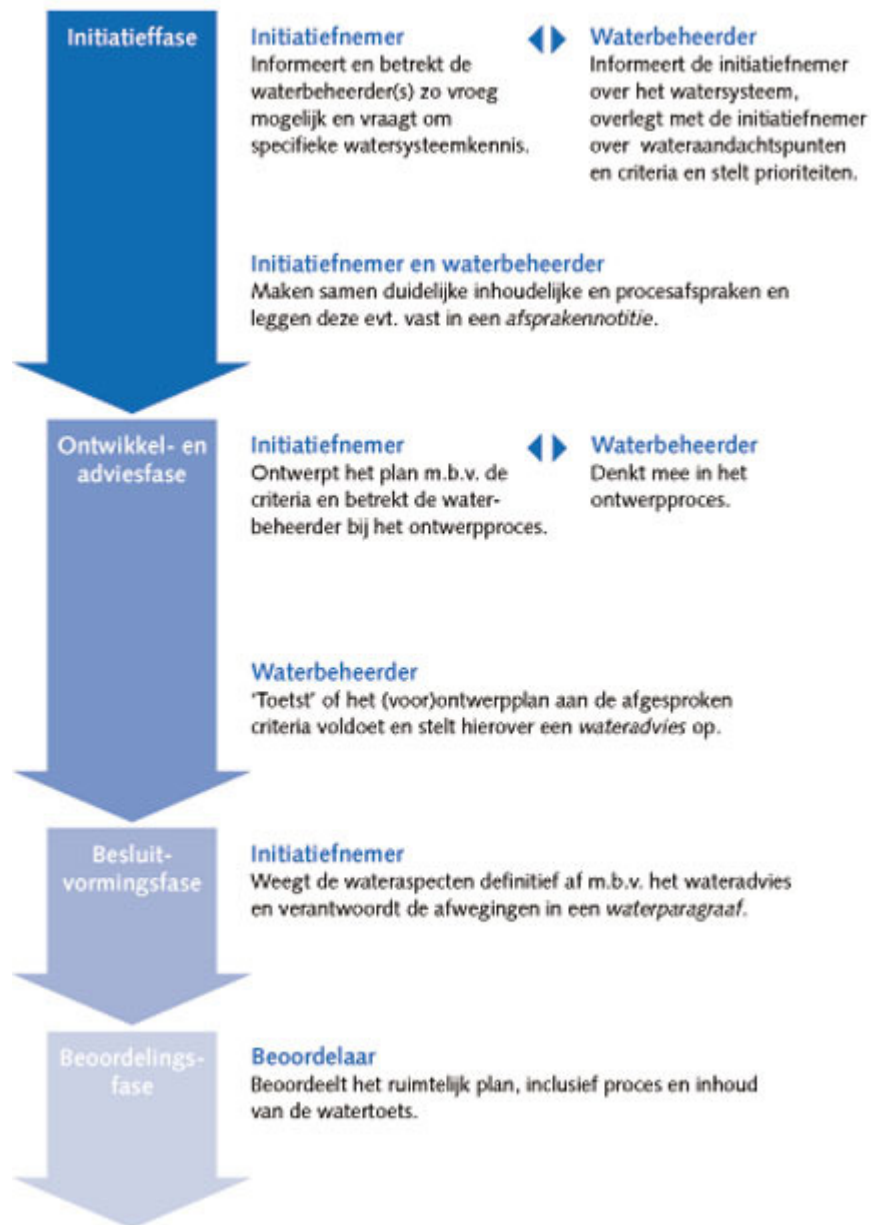 Initiatieffase
Initiatiefnemer
Informeert en betrekt de
waterbeheerder(s) zo vroeg
mogelijk en vraagt om
specifieke watersysteemkennis.
Waterbeheerder
Informeert de initiatiefnemer
over het watersysteem,
overlegt met de initiatiefnemer
over wateraandachtspunten
en criteria en stelt prioriteiten.
Initiatiefnemer en waterbeheerder
Maken samen duidelijke inhoudelijke en procesafspraken en
leggen deze evt. vast in een afsprakennotitie.
Ontwikkel- en
adviesfase
Initiatiefnemer
Ontwerpt het plan m.b.v. de
criteria en betrekt de water-
beheerder bij het ontwerpproces.
Waterbeheerder
Denkt mee in het
ontwerpproces.
Waterbeheerder
'Toetst' of het (voor)ontwerpplan aan de afgesproken
criteria voldoet en stelt hierover een wateradvies op.
Besluit-
vormingsfase
Initiatiefnemer
Weegt de wateraspecten definitief af m.b.v. het wateradvies
en verantwoordt de afwegingen in een waterparagraaf.
Beoordelings-
fase
Beoordelaar
Beoordeelt het ruimtelijk plan, inclusief proces en inhoud
van de watertoets.